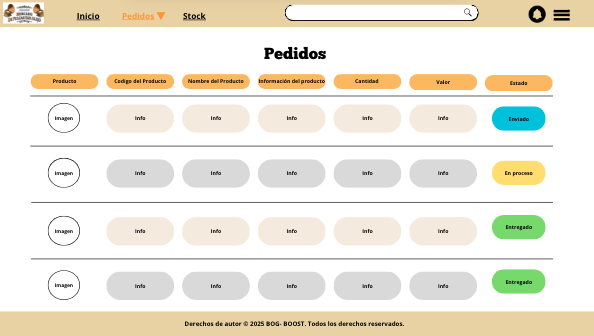 Inicio
Pedidos
Stock
Pedidos
Producto
Codigo del Producto
Nombre del Producto
Información del producto
Cantidad
Valor
Estado
Imagen Info Info Info Info Info Enviado
Imagen Info Info Info Info Info En proceso
Imagen Info Info Info Info Info Entregado
Imagen Info Info Info Info Info Entregado
Derechos de autor © 2025 BOG- BOOST. Todos los derechos reservados.